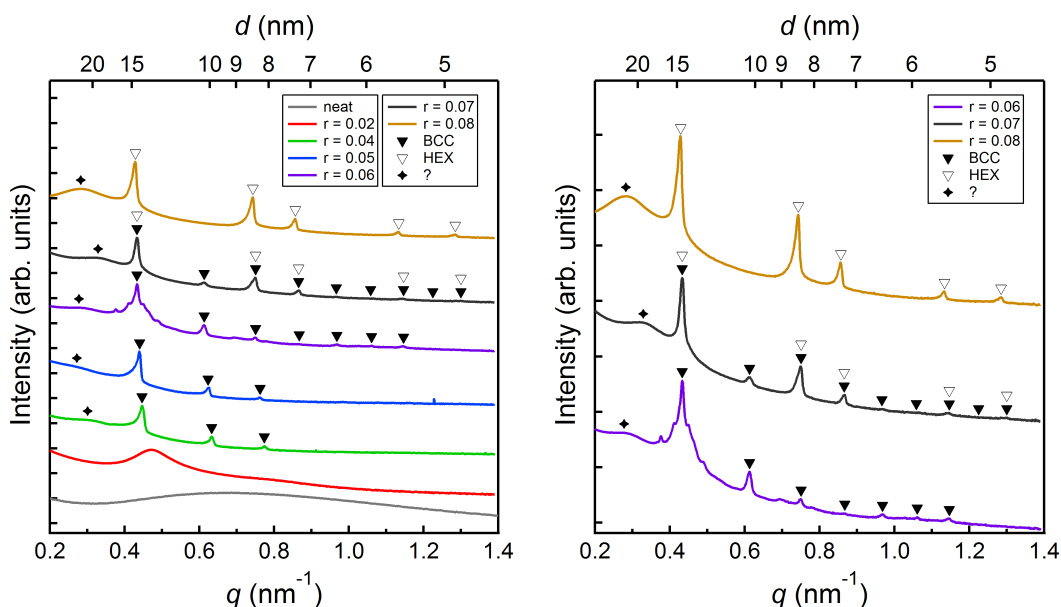 d (nm)
20 15 10 9 8 7 6 5
Intensity (arb. units)
neat
r = 0.02
r = 0.04
r = 0.05
r = 0.06
r = 0.07
r = 0.08
BCC
HEX
?
0.2 0.4 0.6 0.8 1.0 1.2 1.4
q (nm⁻¹)
d (nm)
20 15 10 9 8 7 6 5
Intensity (arb. units)
r = 0.06
r = 0.07
r = 0.08
BCC
HEX
?
0.2 0.4 0.6 0.8 1.0 1.2 1.4
q (nm⁻¹)